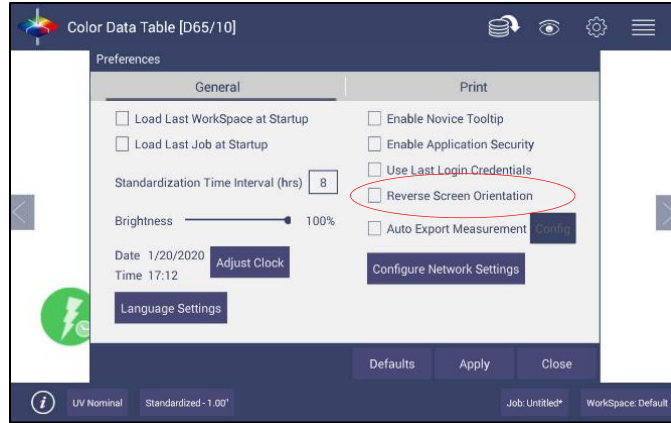 Color Data Table [D65/10]
Preferences
General
Print
Load Last WorkSpace at Startup
Load Last Job at Startup
Standardization Time Interval (hrs) 8
Brightness 100%
Date 1/20/2020
Time 17:12
Adjust Clock
Language Settings
Enable Novice Tooltip
Enable Application Security
Use Last Login Credentials
Reverse Screen Orientation
Auto Export Measurement Config
Configure Network Settings
Defaults Apply Close
i UV Nominal Standardized - 1.00" Job: Untitled* WorkSpace: Default